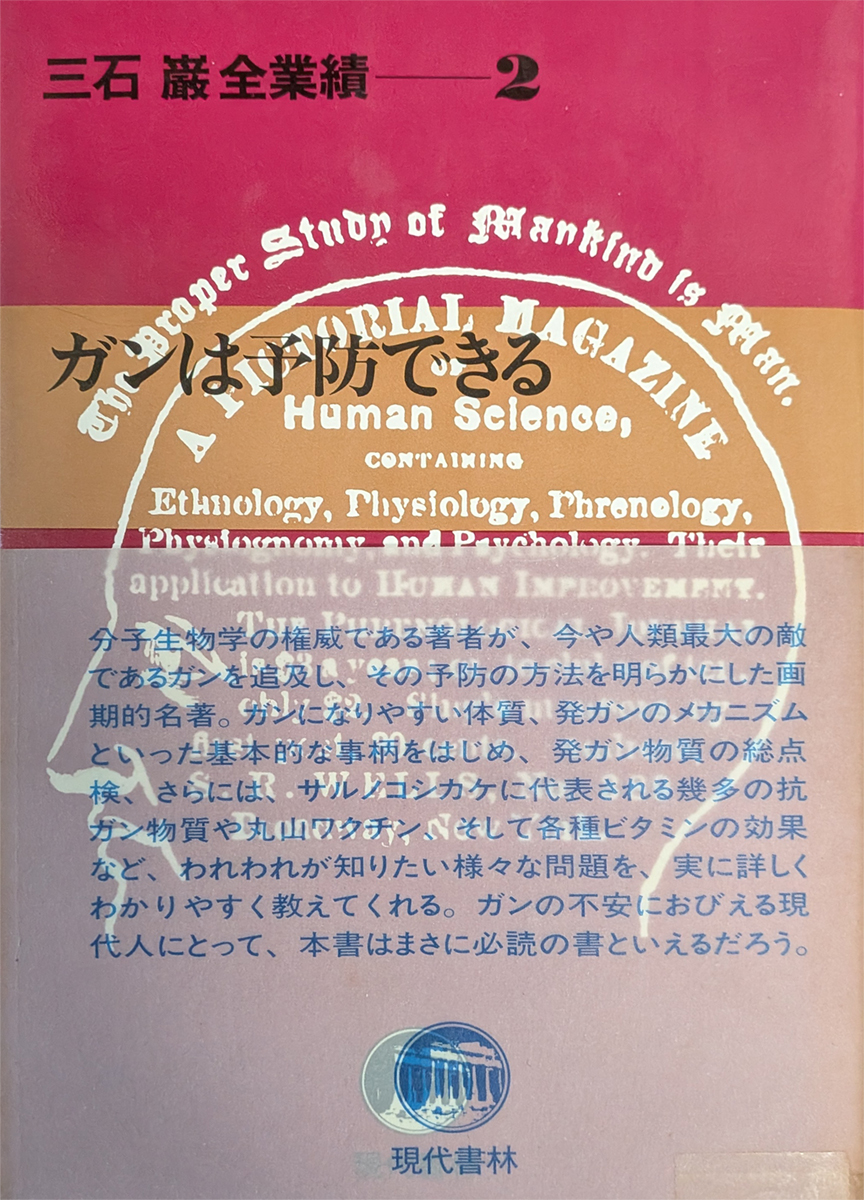 三石 巌 全業績——2
The Proper Study of Mankind is Man.
A PICTORIAL MAGAZINE
OF
ガンは予防できる
Human Science,
CONTAINING
Ethnology, Physiology, Phrenology,
Physiognomy, and Psychology. Their
application to HUMAN IMPROVEMENT.
THE PHRENOLOGICAL JOURNAL
分子生物学の権威である著者が、今や人類最大の敵
であるガンを追及し、その予防の方法を明らかにした画
期的名著。ガンになりやすい体質、発ガンのメカニズム
といった基本的な事柄をはじめ、発ガン物質の総点
検、さらには、サルノコシカケに代表される幾多の抗
ガン物質や丸山ワクチン、そして各種ビタミンの効果
など、われわれが知りたい様々な問題を、実に詳しく
わかりやすく教えてくれる。ガンの不安におびえる現
代人にとって、本書はまさに必読の書といえるだろう。
S. R. WELLS,
Broadway, New York
現代書林